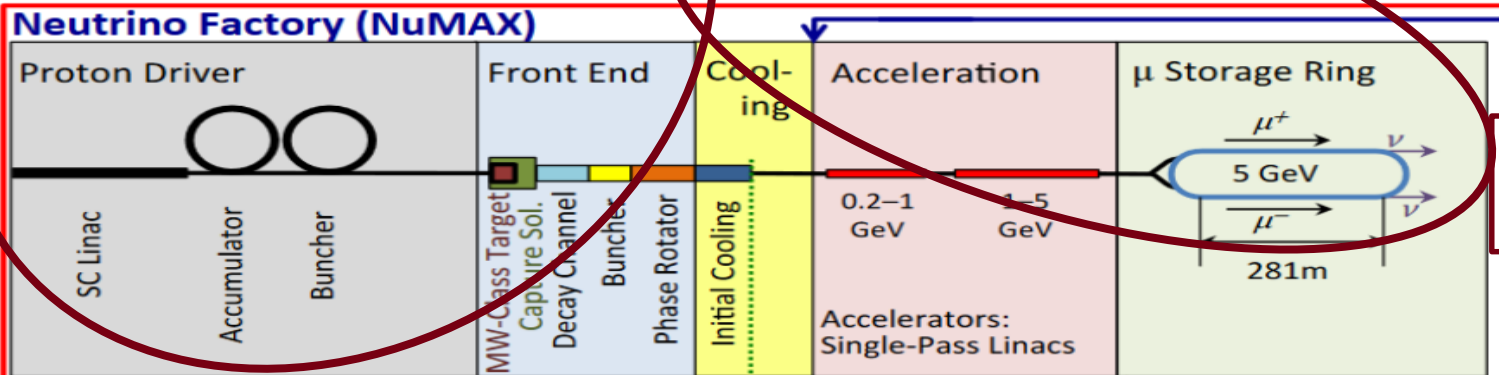 Neutrino Factory (NuMAX)
Proton Driver
SC Linac
Accumulator
Buncher
Front End
MW-Class Target
Capture Sol.
Decay Channel
Buncher
Phase Rotator
Cool-
ing
Initial Cooling
Acceleration
0.2–1
GeV
1–5
GeV
Accelerators:
Single-Pass Linacs
μ Storage Ring
μ⁺
ν
5 GeV
ν
μ⁻
281m